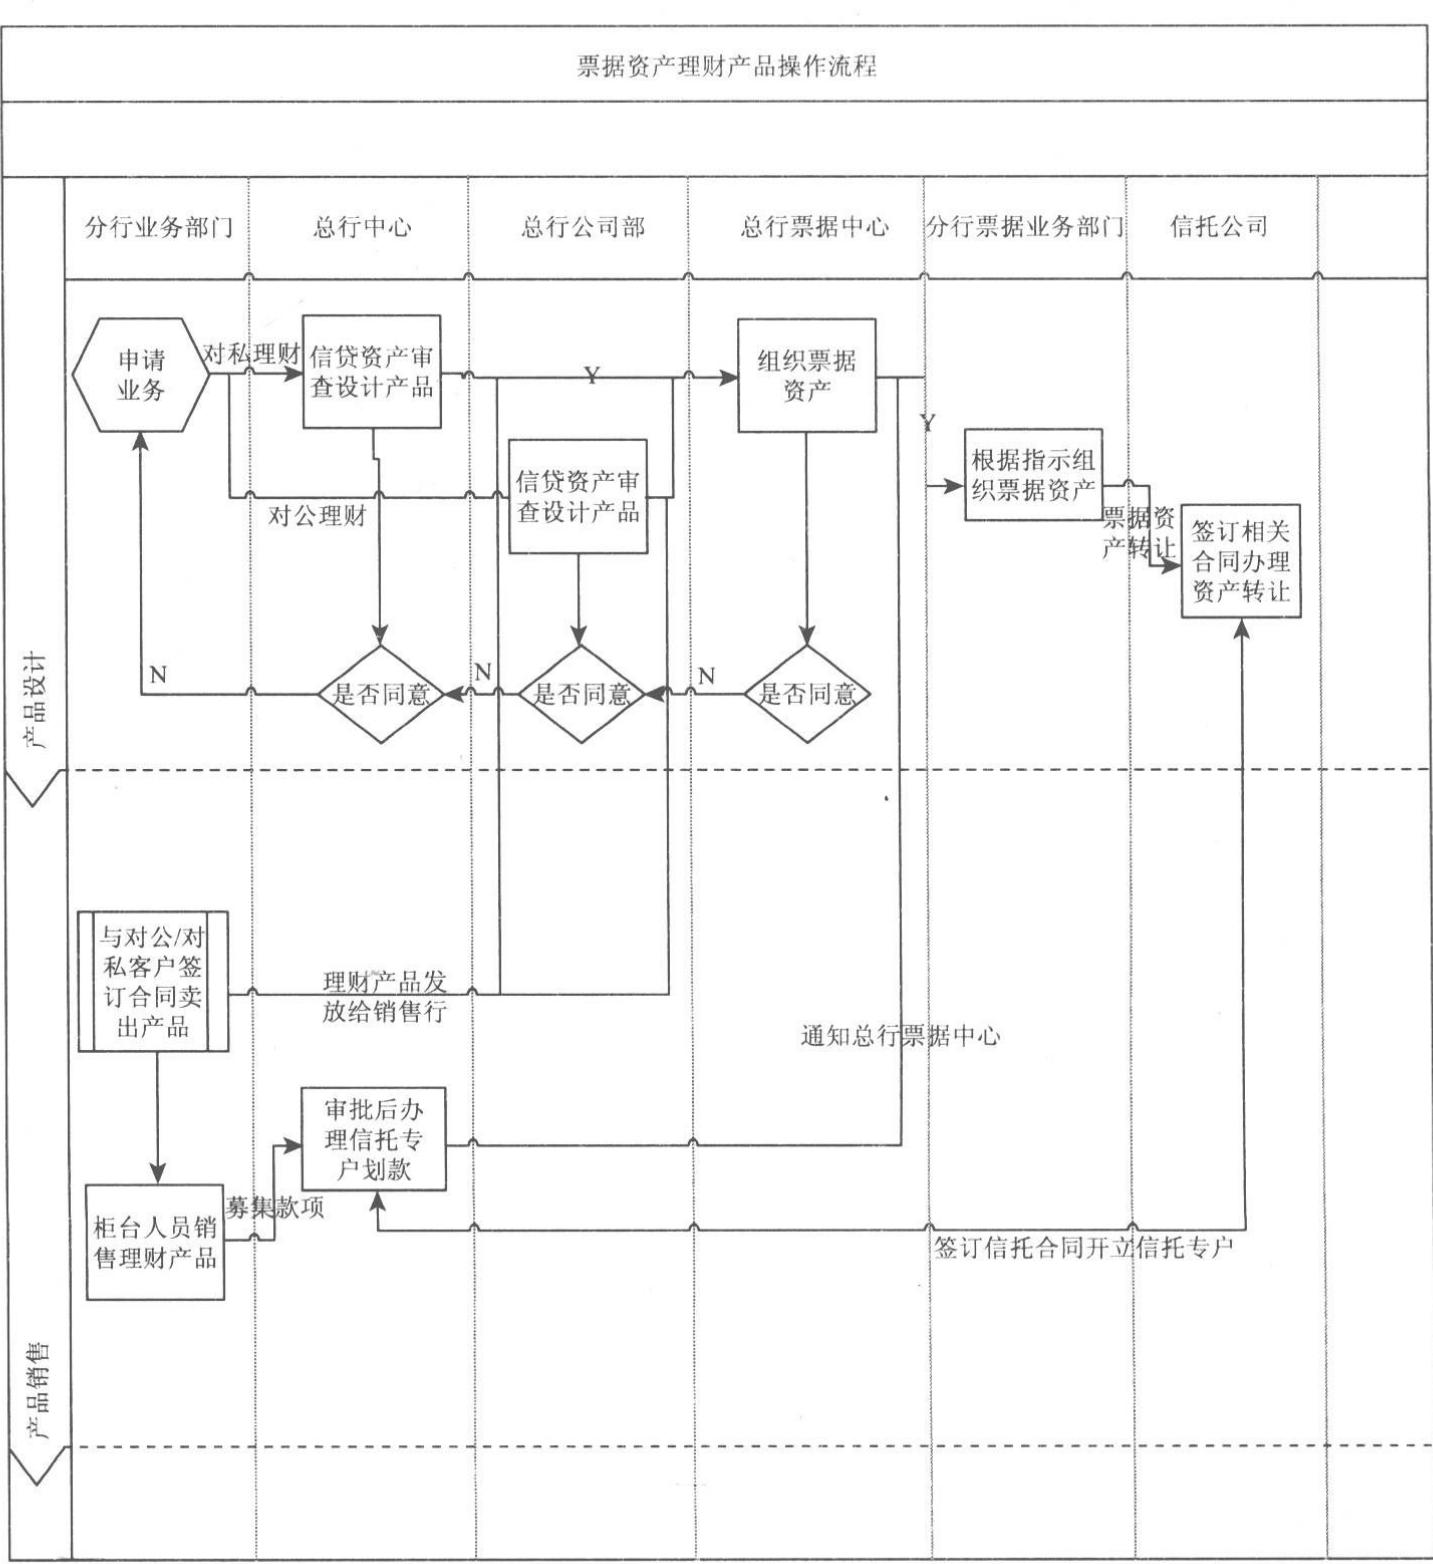 票据资产理财产品操作流程
分行业务部门
总行中心
总行公司部
总行票据中心
分行票据业务部门
信托公司
产品设计
申请
业务
对私理财
信贷资产审
查设计产品
Y
组织票据
资产
Y
对公理财
信贷资产审
查设计产品
根据指示组
织票据资产
票据资
产转让
签订相关
合同办理
资产转让
N
是否同意
N
是否同意
N
是否同意
产品销售
与对公/对
私客户签
订合同卖
出产品
理财产品发
放给销售行
通知总行票据中心
审批后办
理信托专
户划款
募集款项
柜台人员销
售理财产品
签订信托合同开立信托专户